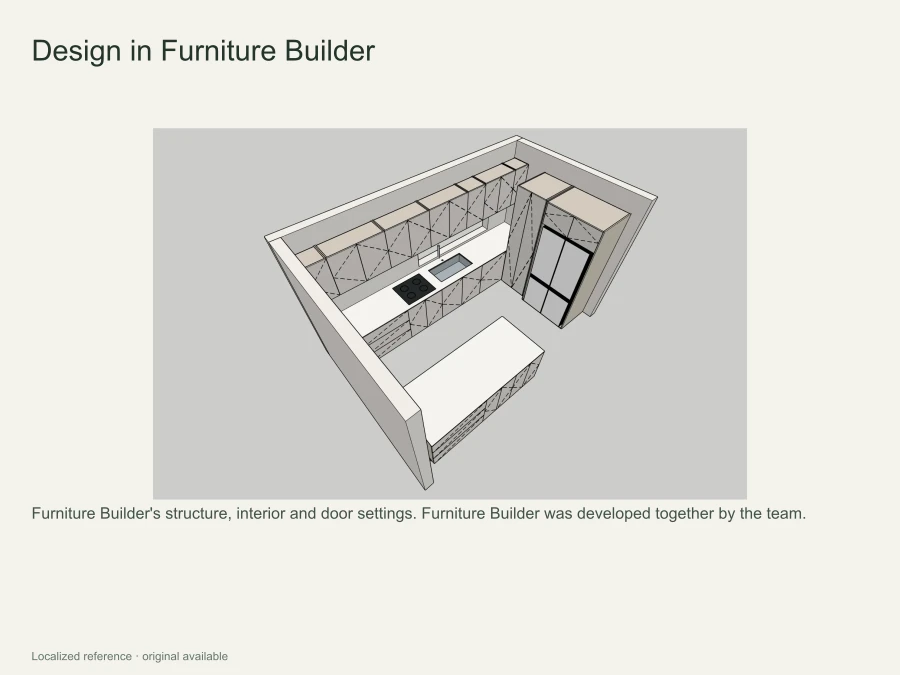 Design in Furniture Builder
Furniture Builder's structure, interior and door settings. Furniture Builder was developed together by the team.
Localized reference · original available